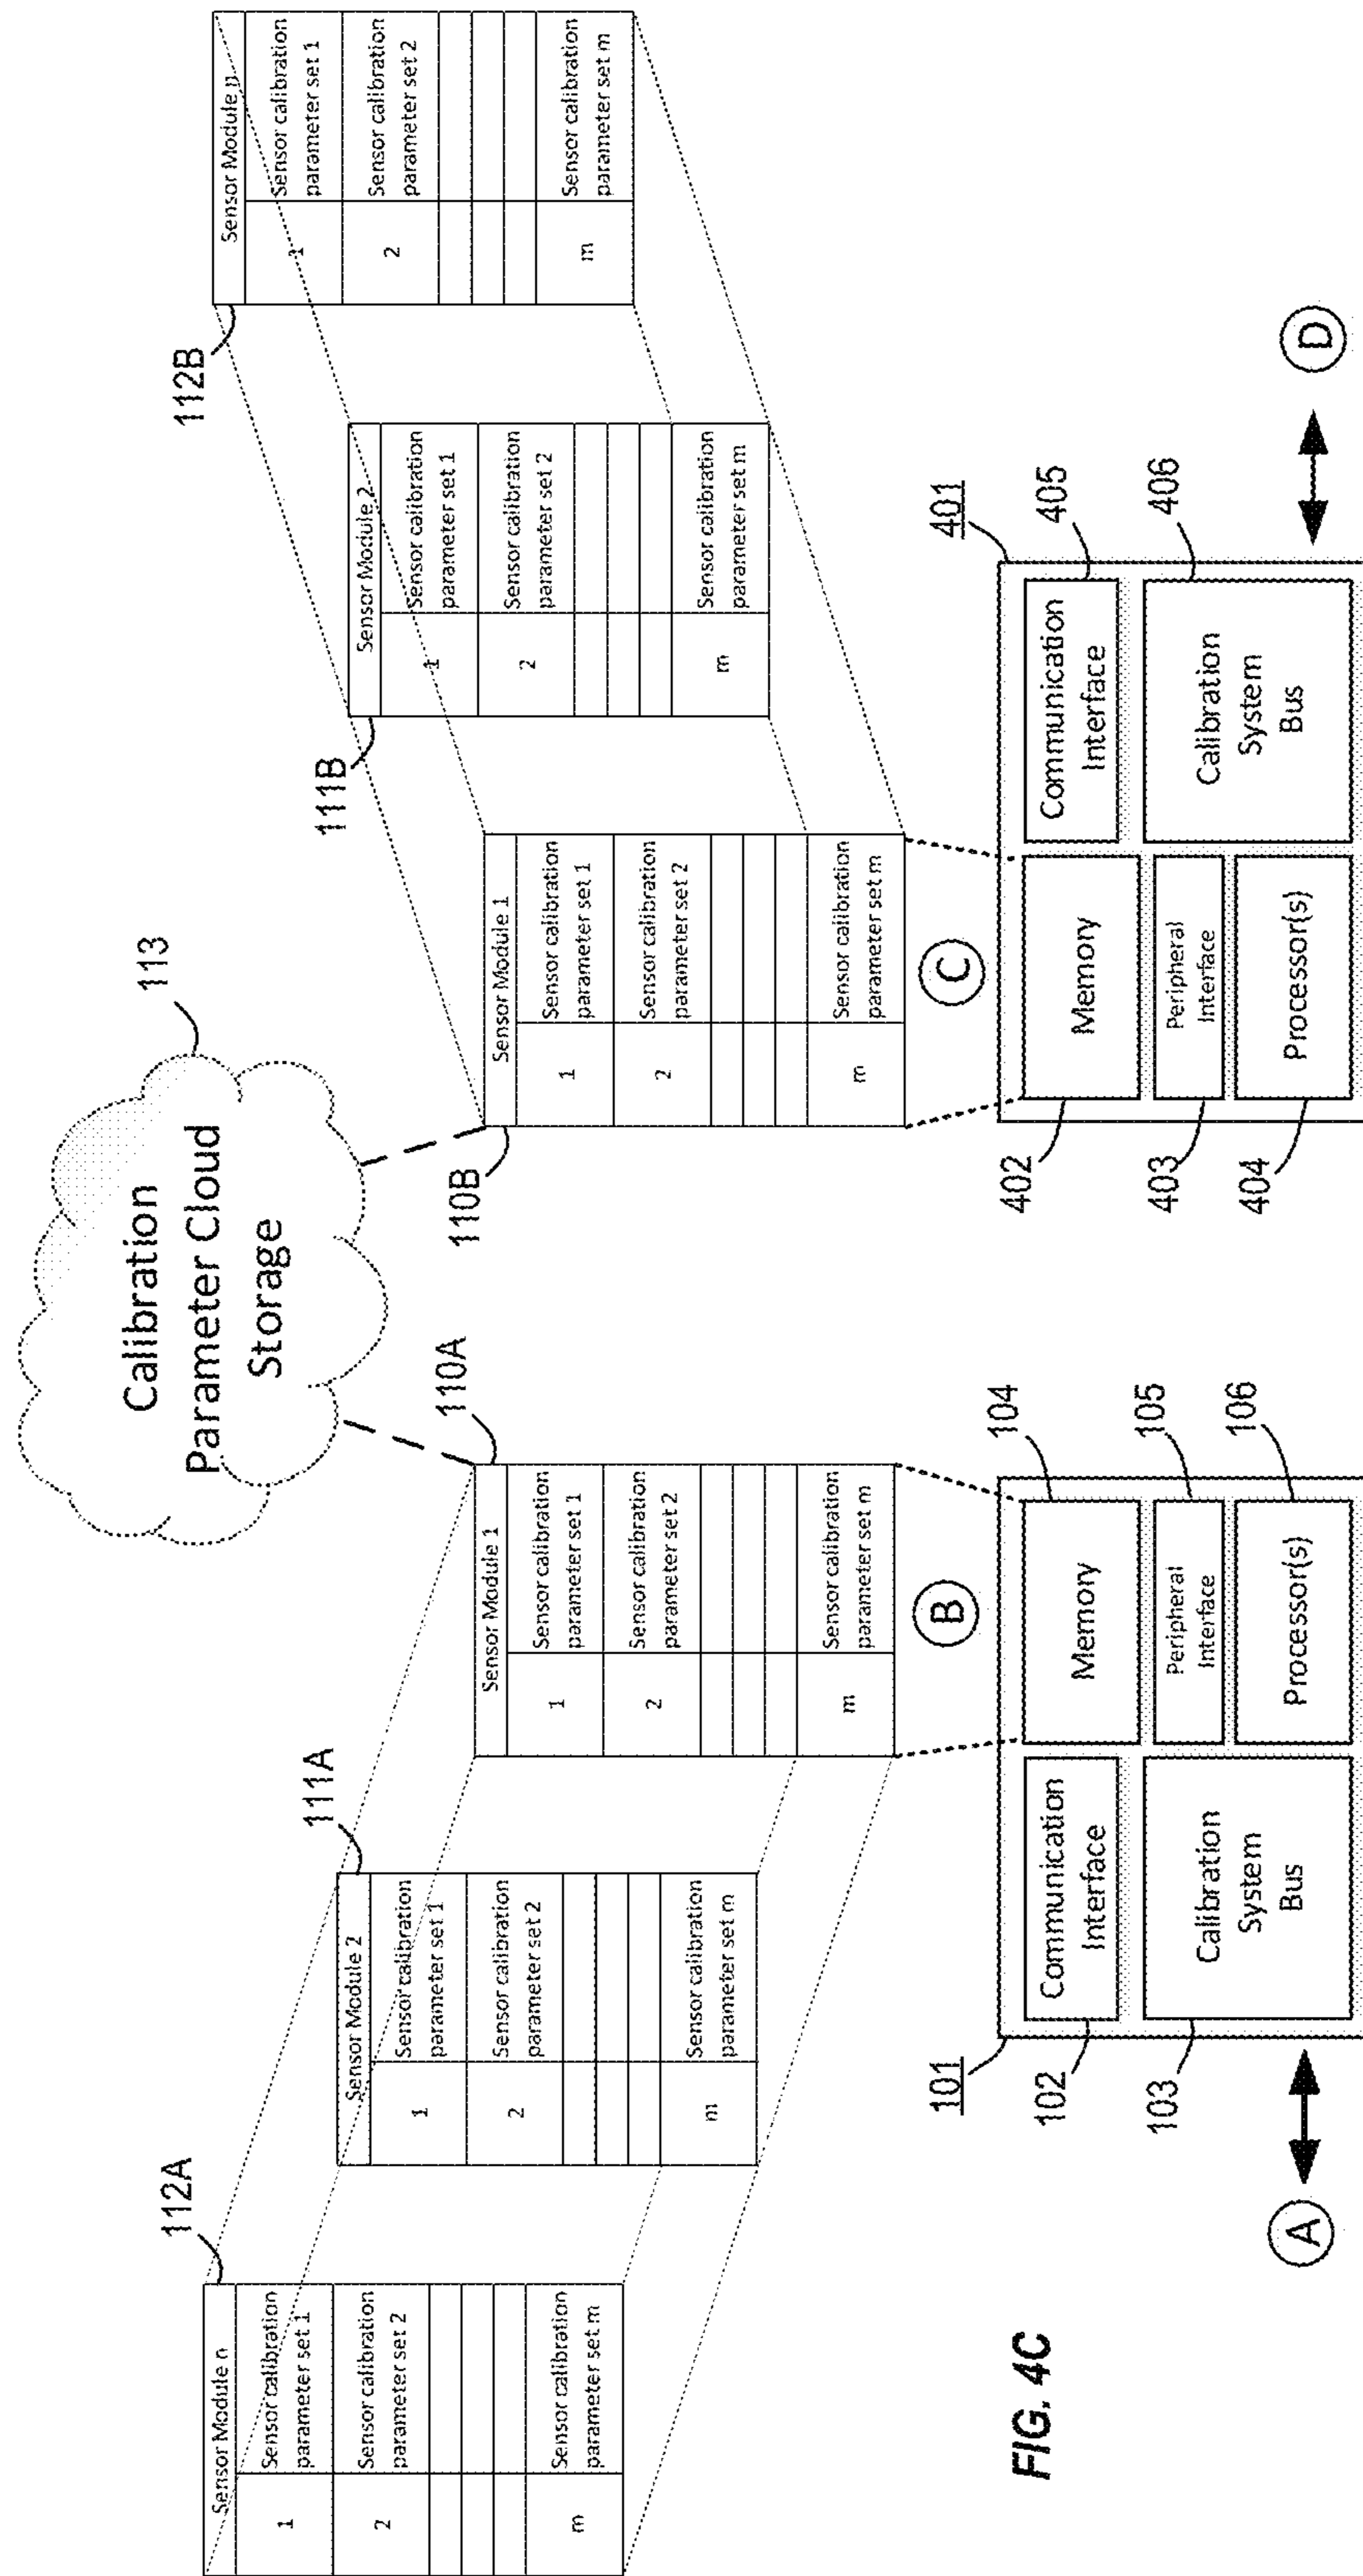 Calibration
Parameter Cloud
Storage
113
112A
Sensor Module n
1
Sensor calibration
parameter set 1
2
Sensor calibration
parameter set 2
m
Sensor calibration
parameter set m
111A
Sensor Module 2
1
Sensor calibration
parameter set 1
2
Sensor calibration
parameter set 2
m
Sensor calibration
parameter set m
110A
Sensor Module 1
1
Sensor calibration
parameter set 1
2
Sensor calibration
parameter set 2
m
Sensor calibration
parameter set m
110B
Sensor Module 1
1
Sensor calibration
parameter set 1
2
Sensor calibration
parameter set 2
m
Sensor calibration
parameter set m
111B
Sensor Module 2
1
Sensor calibration
parameter set 1
2
Sensor calibration
parameter set 2
m
Sensor calibration
parameter set m
112B
Sensor Module n
1
Sensor calibration
parameter set 1
2
Sensor calibration
parameter set 2
m
Sensor calibration
parameter set m
FIG. 4C
A
B
101
102
103
Communication
Interface
Calibration
System
Bus
Memory
Peripheral
Interface
Processor(s)
104
105
106
C
402
403
404
Memory
Peripheral
Interface
Processor(s)
Communication
Interface
Calibration
System
Bus
401
405
406
D